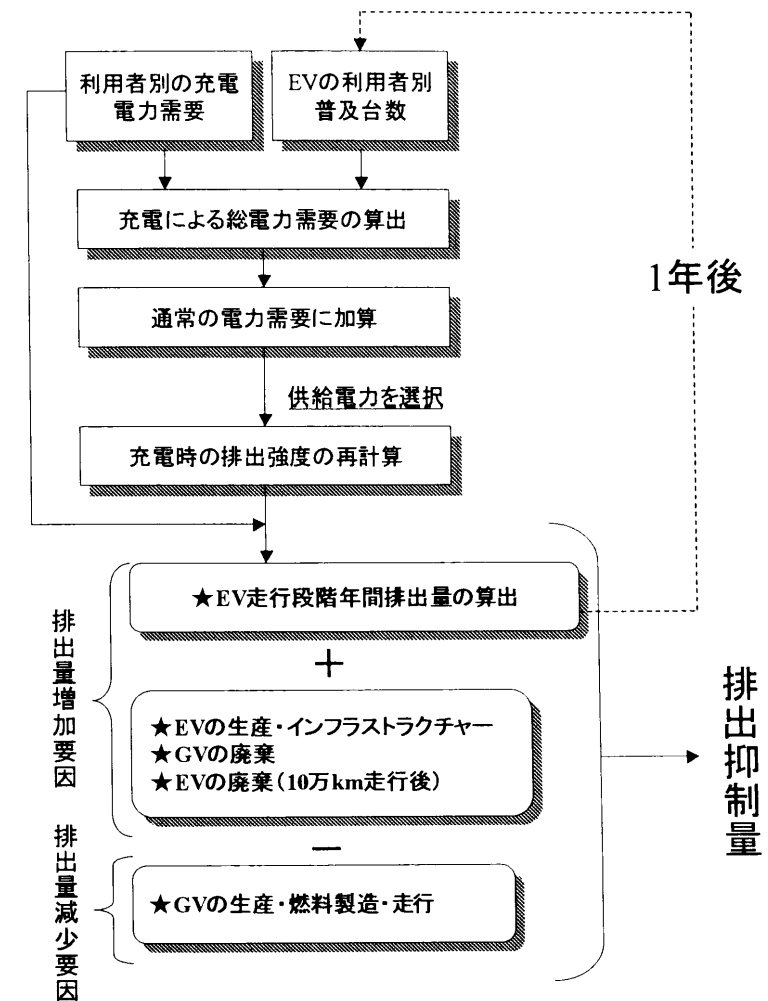 利用者別の充電
電力需要
EVの利用者別
普及台数
充電による総電力需要の算出
1年後
通常の電力需要に加算
供給電力を選択
充電時の排出強度の再計算
★EV走行段階年間排出量の算出
排出量増加要因
+
★EVの生産・インフラストラクチャー
★GVの廃棄
★EVの廃棄(10万km走行後)
排出抑制量
−
排出量減少要因
★GVの生産・燃料製造・走行